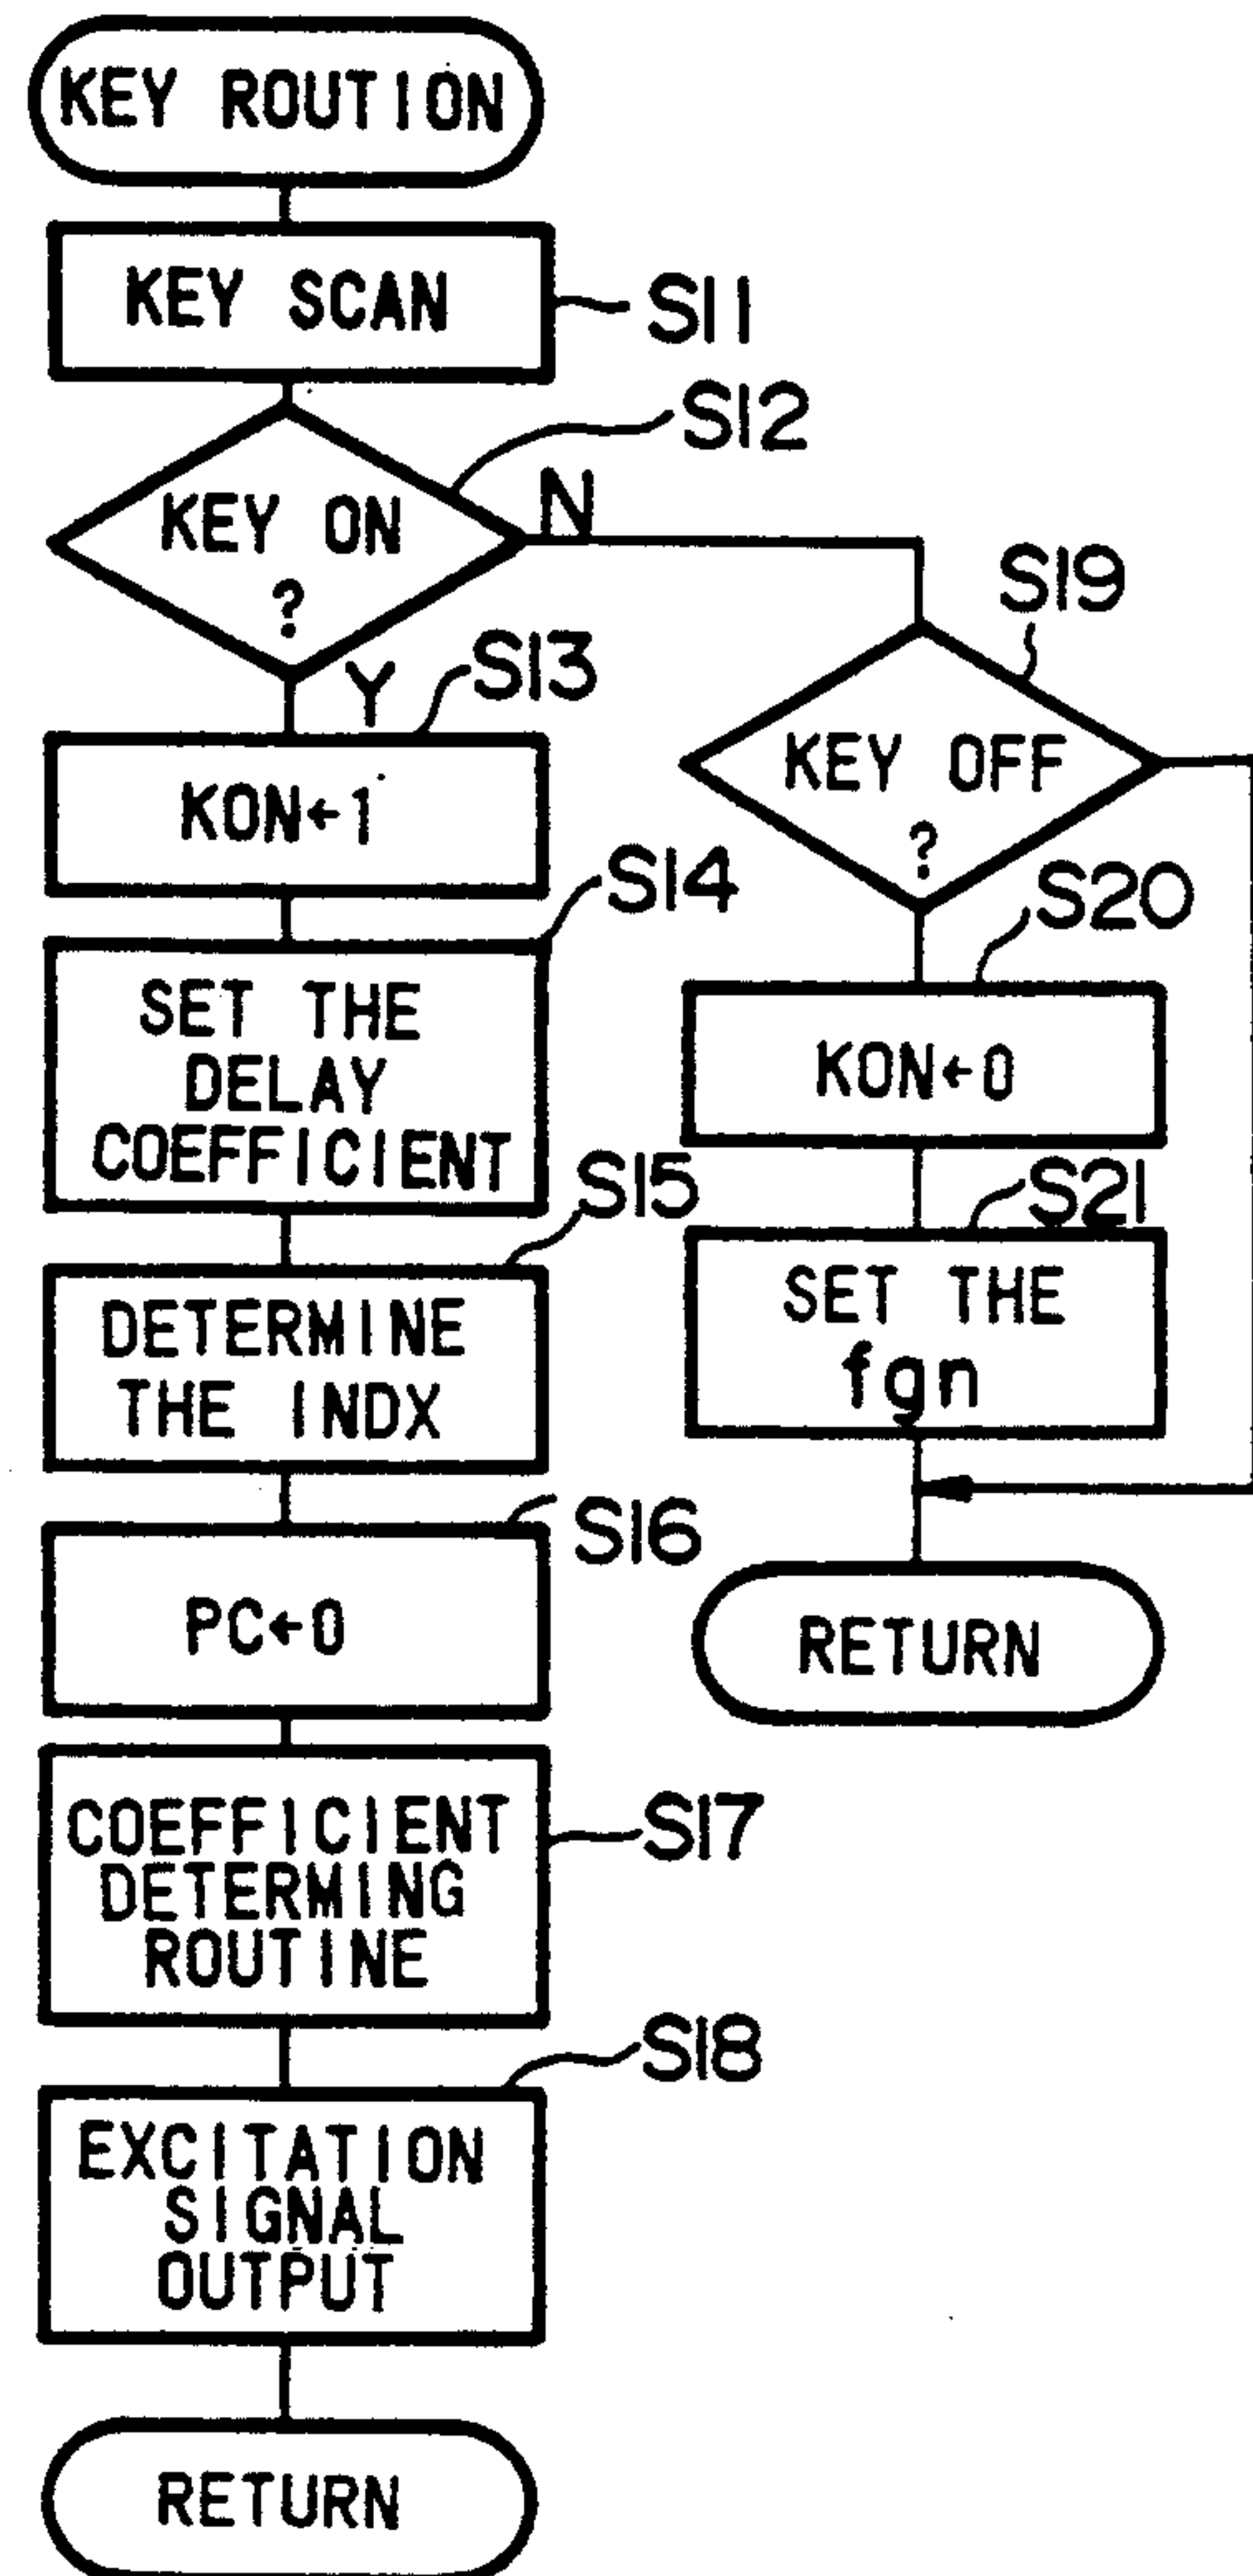 KEY ROUTION
KEY SCAN
S11
S12
KEY ON
?
N
Y
S13
KON←1
S14
SET THE
DELAY
COEFFICIENT
S15
DETERMINE
THE INDX
S16
PC←0
S17
COEFFICIENT
DETERMING
ROUTINE
S18
EXCITATION
SIGNAL
OUTPUT
RETURN
S19
KEY OFF
?
S20
KON←0
S21
SET THE
fgn
RETURN